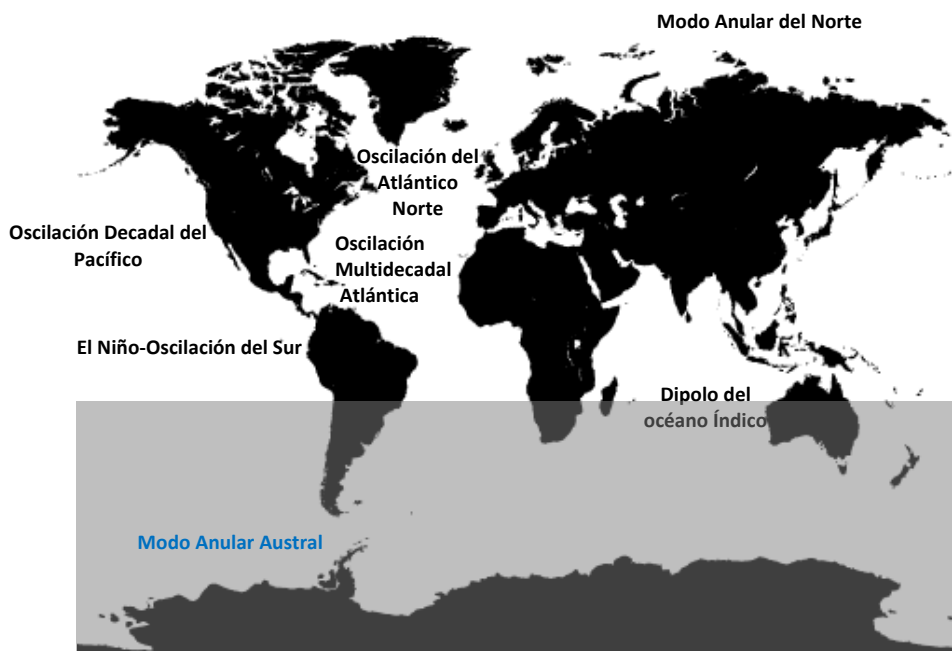 Modo Anular del Norte
Oscilación del
Atlántico
Norte
Oscilación Decadal del
Pacífico
Oscilación
Multidecadal
Atlántica
El Niño-Oscilación del Sur
Dipolo del
océano Índico
Modo Anular Austral